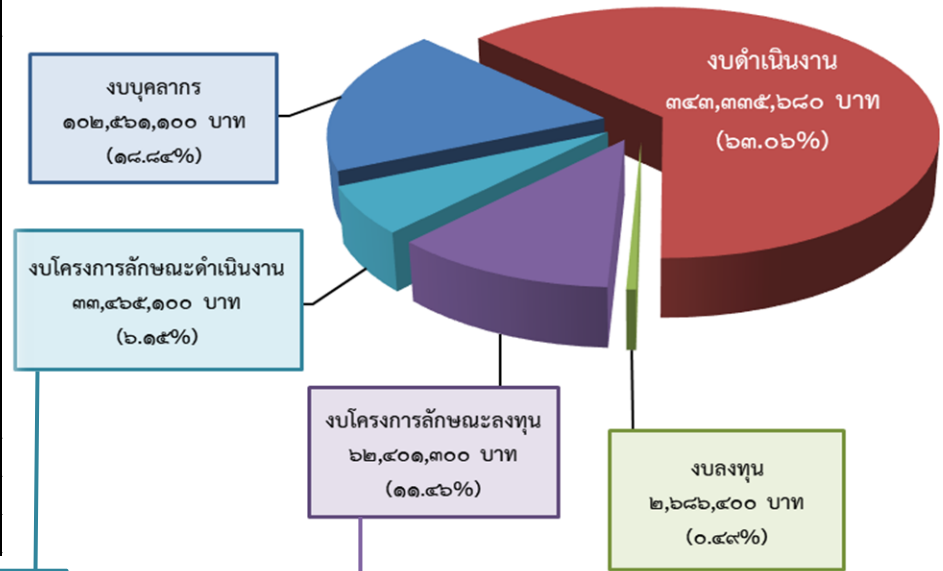 งบดำเนินงาน
๓๔๓,๓๓๕,๖๘๐ บาท
(๖๓.๐๖%)
งบบุคลากร
๑๐๒,๕๖๑,๑๐๐ บาท
(๑๘.๘๔%)
งบโครงการลักษณะดำเนินงาน
๓๓,๔๖๕,๑๐๐ บาท
(๖.๑๕%)
งบโครงการลักษณะลงทุน
๖๒,๔๐๑,๓๐๐ บาท
(๑๑.๔๖%)
งบลงทุน
๒,๖๘๖,๔๐๐ บาท
(๐.๔๙%)